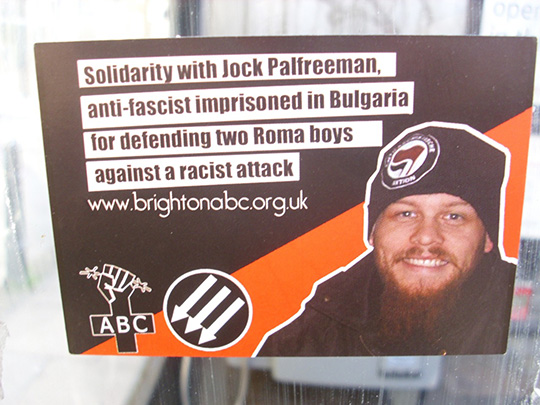 Solidarity with Jock Palfreeman,
anti-fascist imprisoned in Bulgaria
for defending two Roma boys
against a racist attack
www.brightonabc.org.uk
ABC